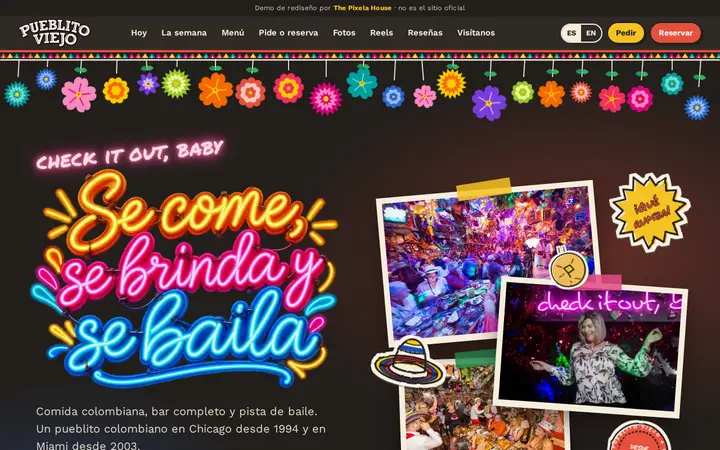 Demo de rediseño por The Pixela House · no es el sitio oficial
PUEBLITO
VIEJO
Hoy La semana Menú Pide o reserva Fotos Reels Reseñas Visítanos
ES EN Pedir Reservar
CHECK IT OUT, BABY
Se come,
se brinda y
se baila
¡QUÉ
RUMBA!
check it out, b
Comida colombiana, bar completo y pista de baile.
Un pueblito colombiano en Chicago desde 1994 y en
Miami desde 2003.